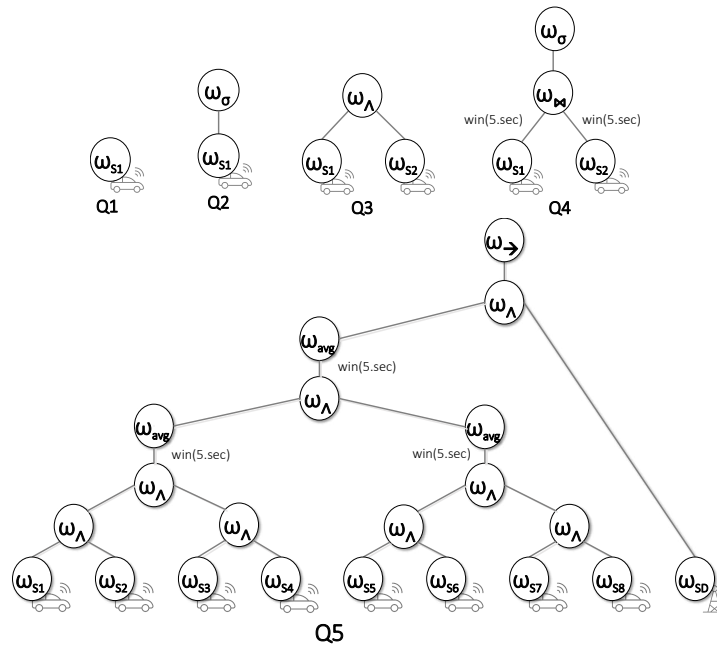 ωσ
ωσ
ω⋀
ω⋈
win(5.sec) win(5.sec)
ωS1
ωS1
ωS1 ωS2
ωS1 ωS2
Q1 Q2 Q3 Q4
ω→
ω⋀
ωavg
win(5.sec)
ω⋀
ωavg ωavg
win(5.sec) win(5.sec)
ω⋀ ω⋀
ω⋀ ω⋀ ω⋀ ω⋀
ωS1 ωS2 ωS3 ωS4 ωS5 ωS6 ωS7 ωS8 ωSD
Q5